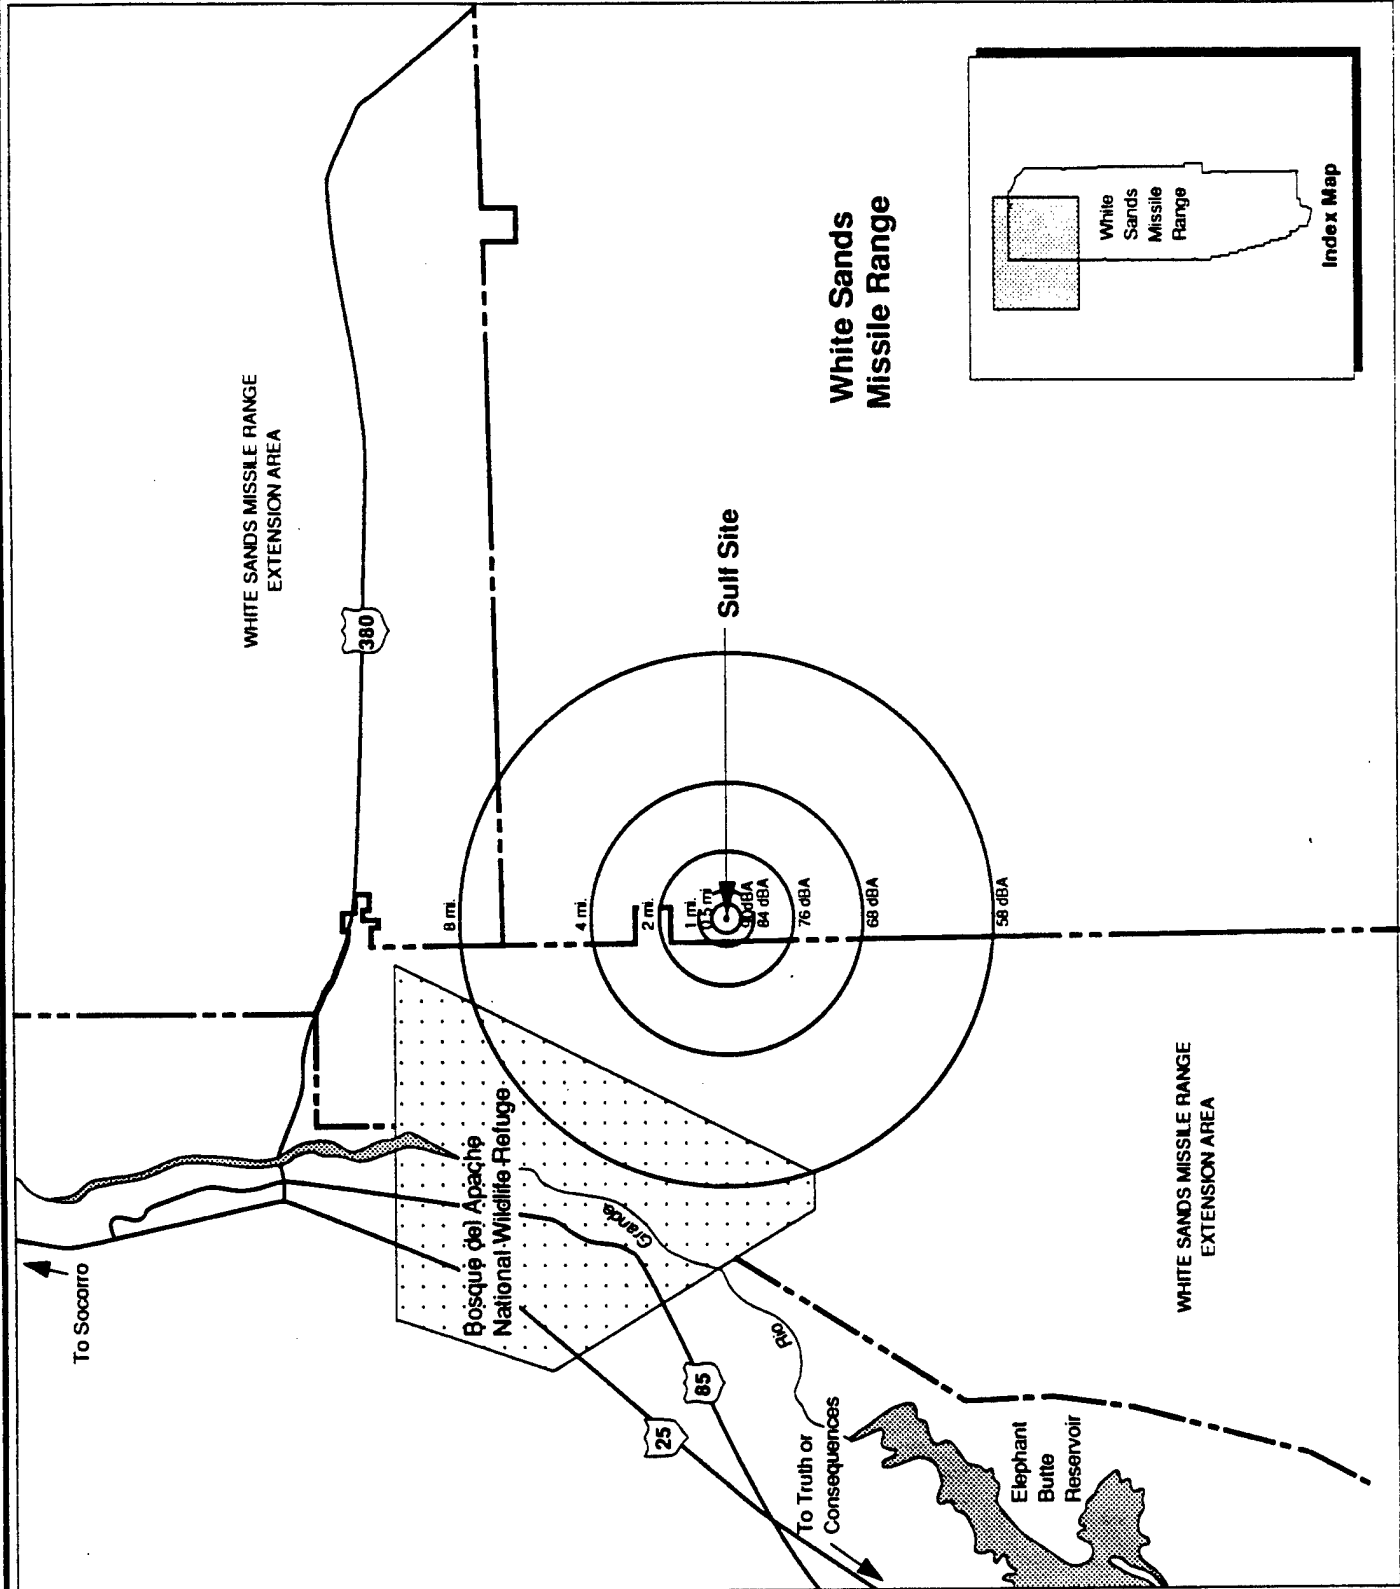 WHITE SANDS MISSILE RANGE
EXTENSION AREA
380
To Socorro
Bosque del Apache
National Wildlife Refuge
Grande
Rio
85
25
To Truth or
Consequences
Elephant
Butte
Reservoir
8 mi.
4 mi.
2 mi.
1 mi.
0.5 mi
90 dBA
84 dBA
76 dBA
68 dBA
58 dBA
Sulf Site
White Sands
Missile Range
WHITE SANDS MISSILE RANGE
EXTENSION AREA
White
Sands
Missile
Range
Index Map